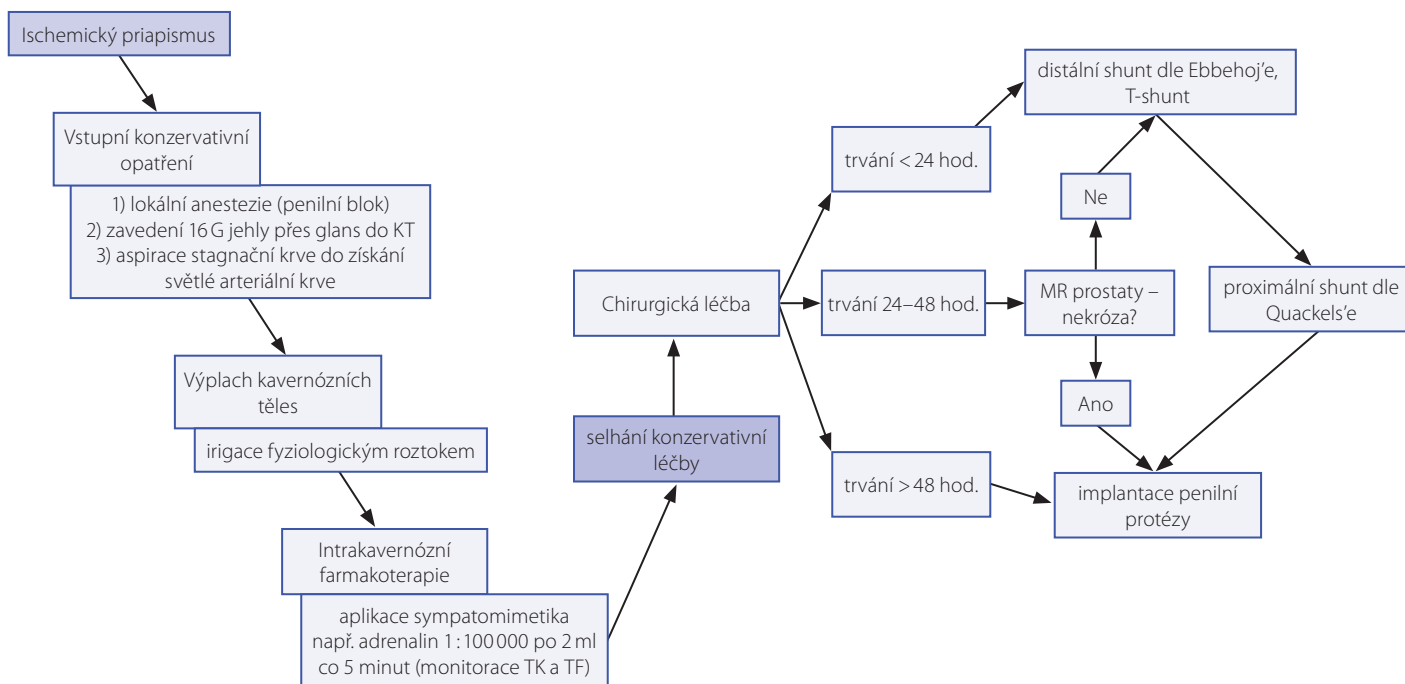 Ischemický priapismus
Vstupní konzervativní
opatření
1) lokální anestezie (penilní blok)
2) zavedení 16 G jehly přes glans do KT
3) aspirace stagnační krve do získání
světlé arteriální krve
Výplach kavernózních
těles
irigace fyziologickým roztokem
Intrakavernózní
farmakoterapie
aplikace sympatomimetika
např. adrenalin 1 : 100 000 po 2 ml
co 5 minut (monitorace TK a TF)
selhání konzervativní
léčby
Chirurgická léčba
trvání < 24 hod.
trvání 24–48 hod.
trvání > 48 hod.
MR prostaty –
nekróza?
Ne
Ano
distální shunt dle Ebbehoj’e,
T-shunt
proximální shunt dle
Quackels’e
implantace penilní
protézy